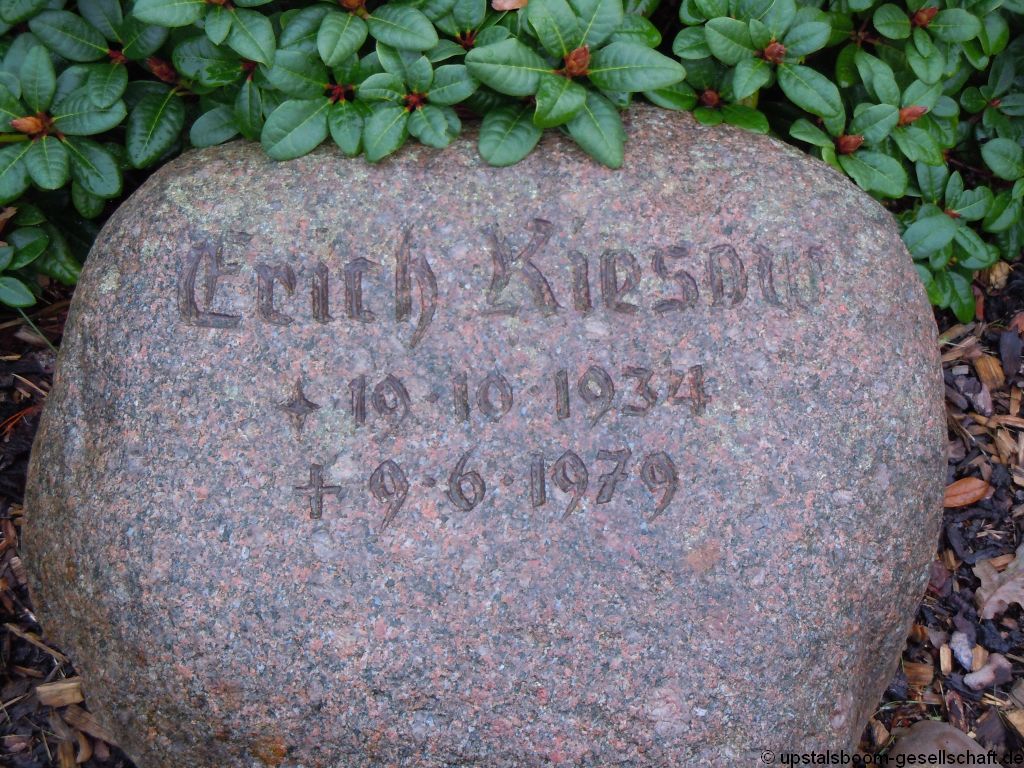 Erich Kiesow
19·10·1934
9·6·1979
© upstalsboom-gesellschaft.de